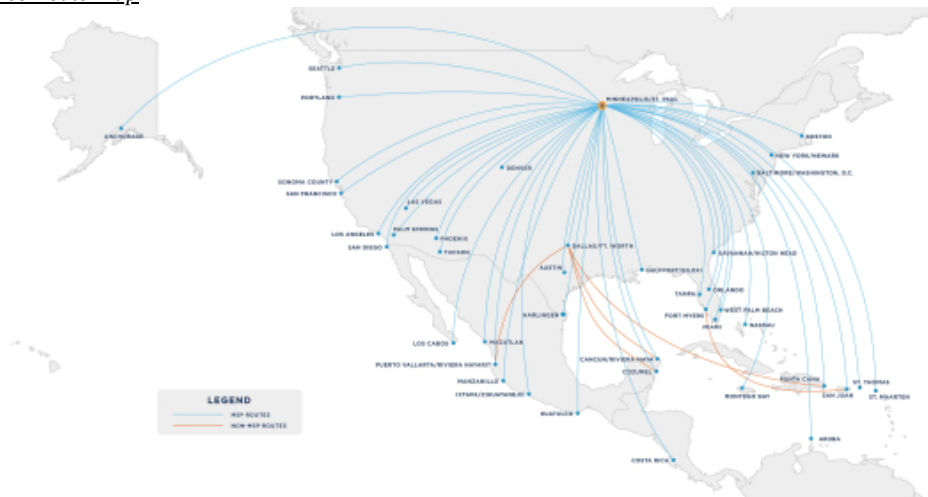 SEATTLE
MINNEAPOLIS/ST. PAUL
PORTLAND
ANCHORAGE
BOSTON
NEW YORK/NEWARK
DENVER
BALTIMORE/WASHINGTON, D.C.
SONOMA COUNTY
SAN FRANCISCO
LAS VEGAS
LOS ANGELES
PALM SPRINGS
PHOENIX
SAN DIEGO
TUCSON
DALLAS/FT. WORTH
SAVANNAH/HILTON HEAD
AUSTIN
GULFPORT/BILOXI
TAMPA
ORLANDO
HARLINGEN
FORT MYERS
WEST PALM BEACH
MIAMI
NASSAU
LOS CABOS
MAZATLAN
PUERTO VALLARTA/RIVIERA NAYARIT
CANCUN/RIVIERA MAYA
COZUMEL
MANZANILLO
PUNTA CANA
ST. THOMAS
IXTAPA/ZIHUATANEJO
MONTEGO BAY
SAN JUAN
ST. MAARTEN
HUATULCO
ARUBA
COSTA RICA
LEGEND
MSP ROUTES
NON-MSP ROUTES